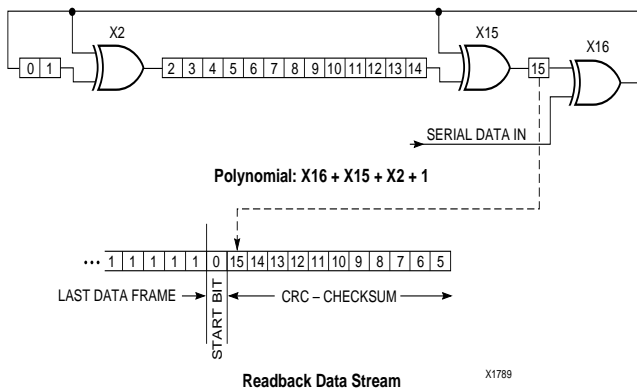 X2
X15
X16
0 1
2 3 4 5 6 7 8 9 10 11 12 13 14
15
SERIAL DATA IN
Polynomial: X16 + X15 + X2 + 1
••• 1 1 1 1 1 0 15 14 13 12 11 10 9 8 7 6 5
LAST DATA FRAME
START BIT
CRC – CHECKSUM
Readback Data Stream
X1789